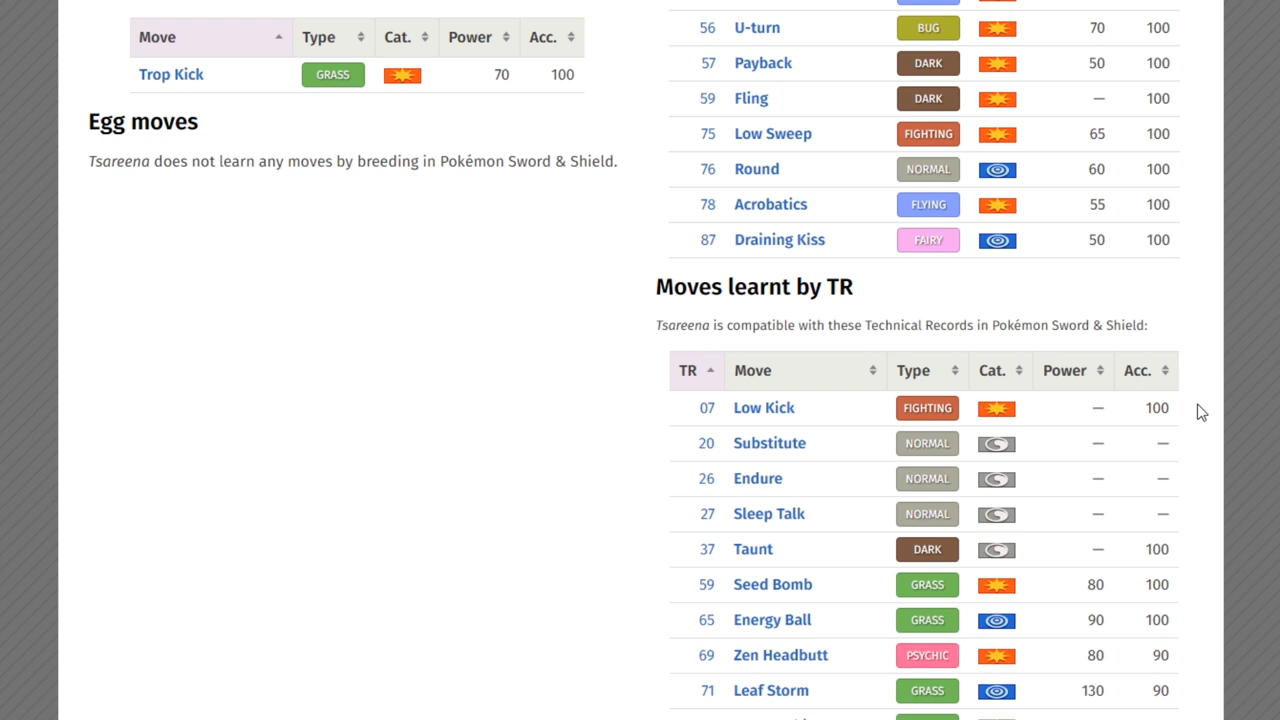 Move Type Cat. Power Acc.
Trop Kick GRASS 70 100
Egg moves
Tsareena does not learn any moves by breeding in Pokémon Sword & Shield.
56 U-turn BUG 70 100
57 Payback DARK 50 100
59 Fling DARK — 100
75 Low Sweep FIGHTING 65 100
76 Round NORMAL 60 100
78 Acrobatics FLYING 55 100
87 Draining Kiss FAIRY 50 100
Moves learnt by TR
Tsareena is compatible with these Technical Records in Pokémon Sword & Shield:
TR Move Type Cat. Power Acc.
07 Low Kick FIGHTING — 100
20 Substitute NORMAL — —
26 Endure NORMAL — —
27 Sleep Talk NORMAL — —
37 Taunt DARK — 100
59 Seed Bomb GRASS 80 100
65 Energy Ball GRASS 90 100
69 Zen Headbutt PSYCHIC 80 90
71 Leaf Storm GRASS 130 90